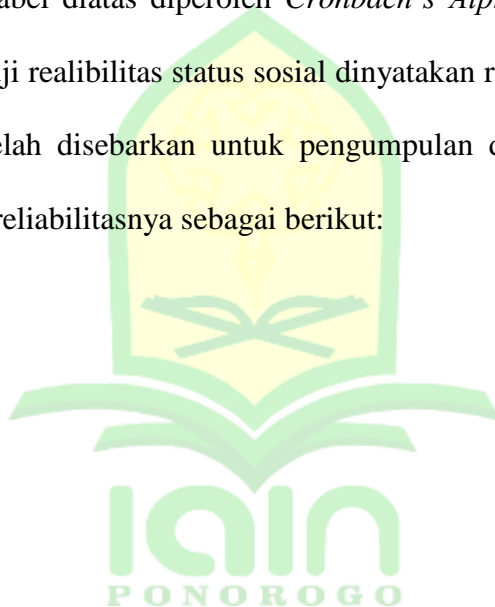 abel diatas diperoleh Cronbach's Alp
ji realibilitas status sosial dinyatakan r
elah disebarkan untuk pengumpulan d
reliabilitasnya sebagai berikut:
iain
PONOROGO